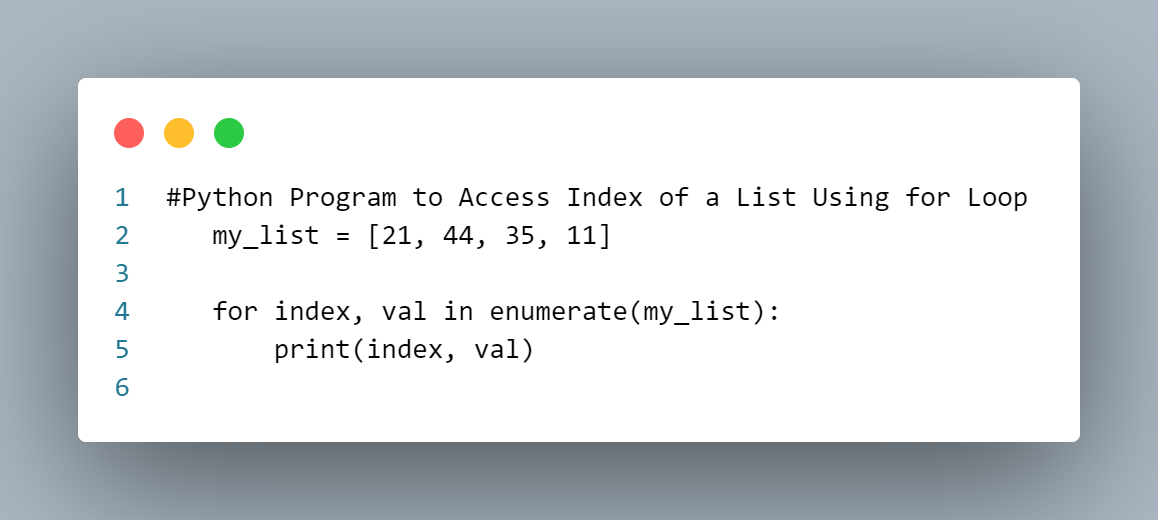 1 #Python Program to Access Index of a List Using for Loop
2    my_list = [21, 44, 35, 11]
3
4    for index, val in enumerate(my_list):
5        print(index, val)
6